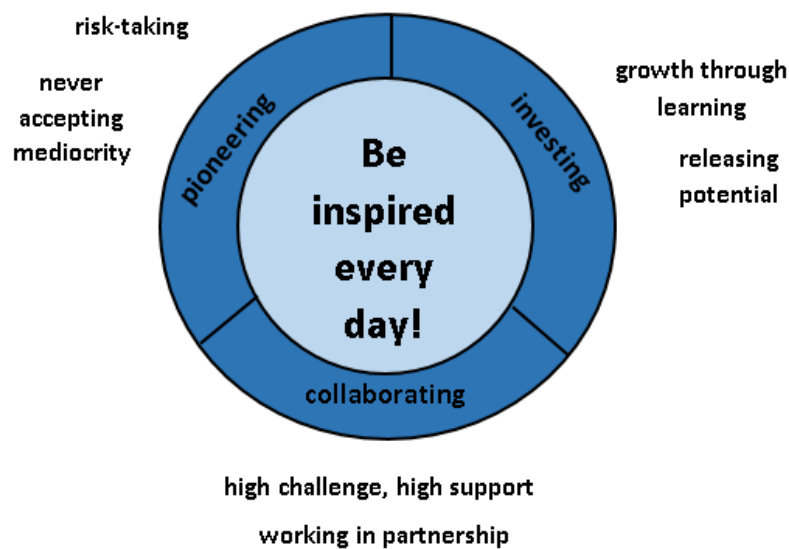 risk-taking
never
accepting
mediocrity
pioneering
investing
growth through
learning
releasing
potential
Be
inspired
every
day!
collaborating
high challenge, high support
working in partnership